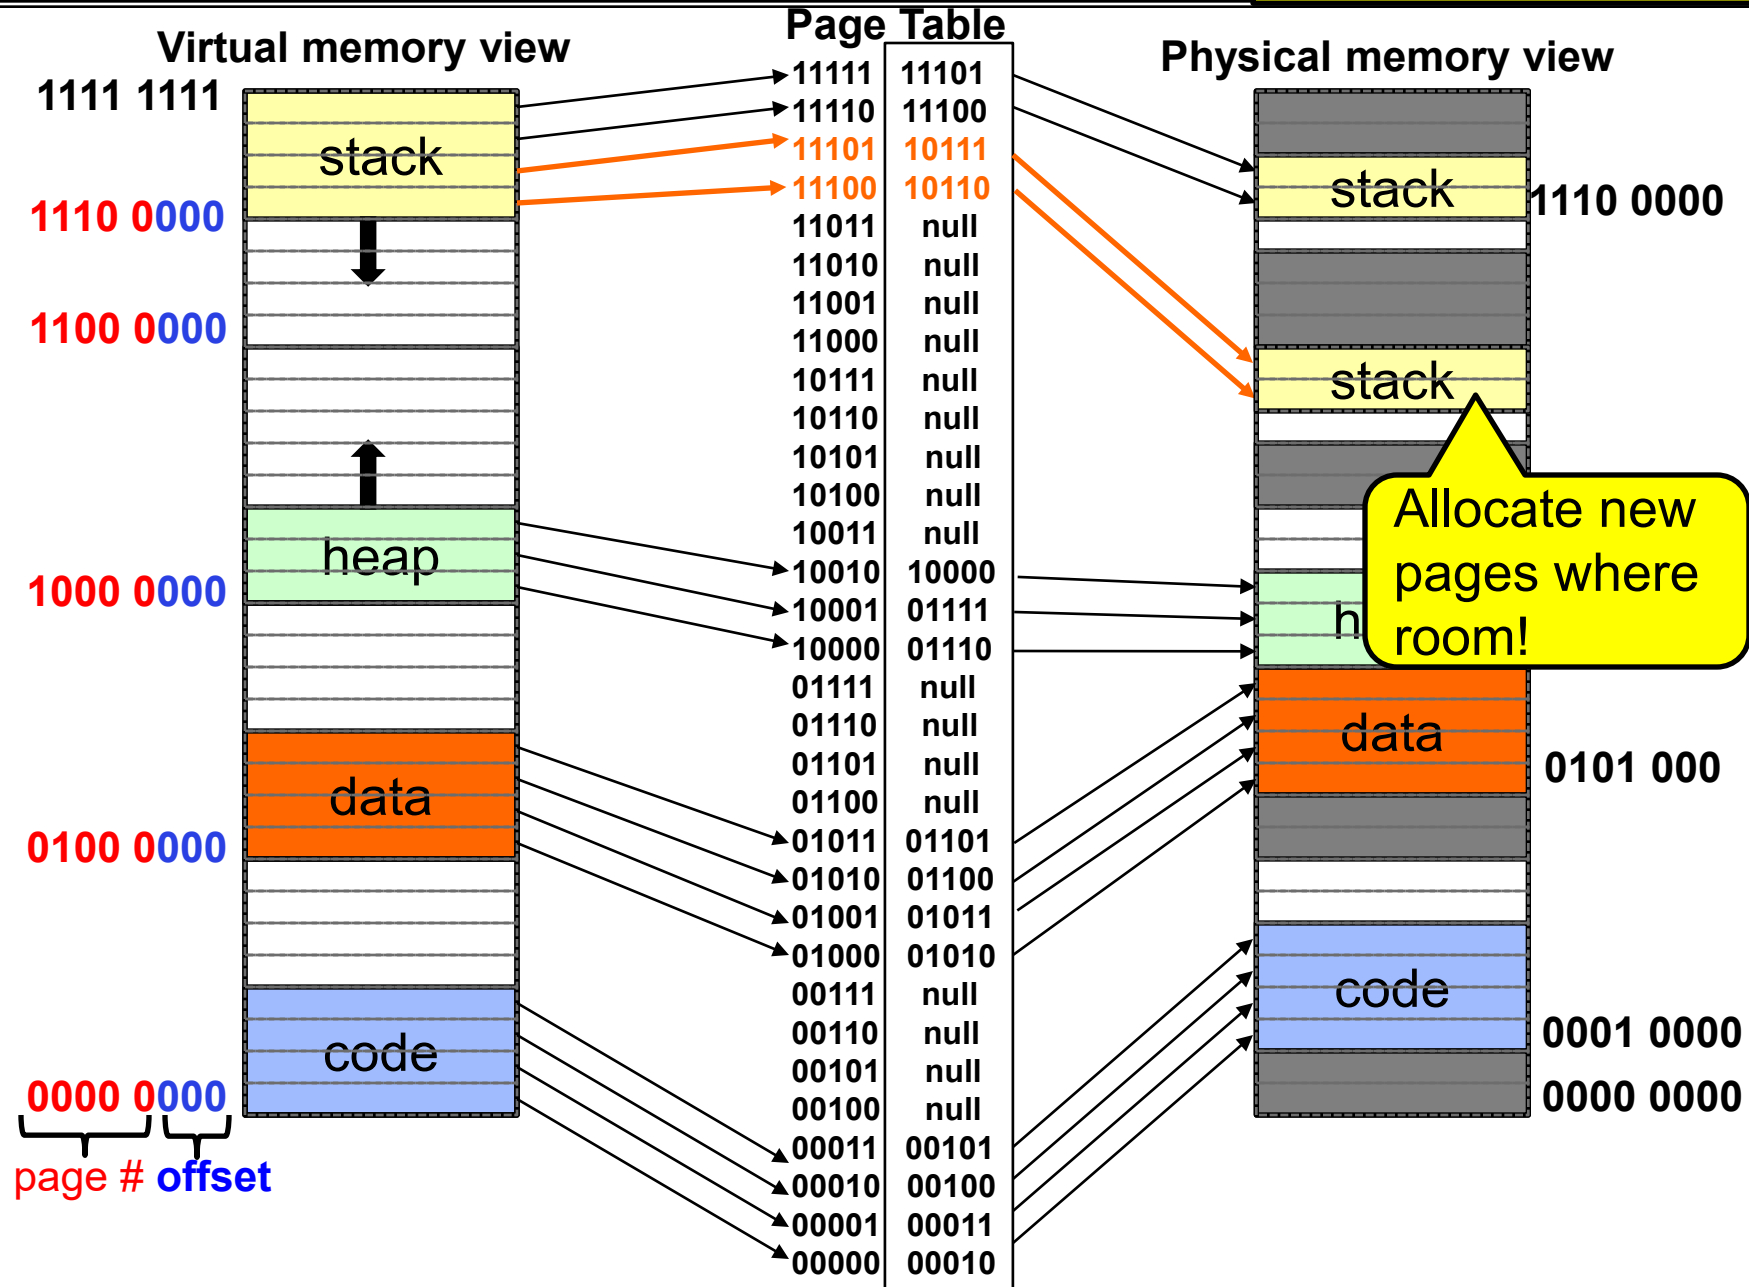 Page Table
Virtual memory view
Physical memory view
1111 1111
1110 0000
1100 0000
1000 0000
0100 0000
0000 0000
page # offset
stack
heap
data
code
11111 11101
11110 11100
11101 10111
11100 10110
11011 null
11010 null
11001 null
11000 null
10111 null
10110 null
10101 null
10100 null
10011 null
10010 10000
10001 01111
10000 01110
01111 null
01110 null
01101 null
01100 null
01011 01101
01010 01100
01001 01011
01000 01010
00111 null
00110 null
00101 null
00100 null
00011 00101
00010 00100
00001 00011
00000 00010
stack
1110 0000
stack
Allocate new
pages where
room!
h
data
0101 000
code
0001 0000
0000 0000